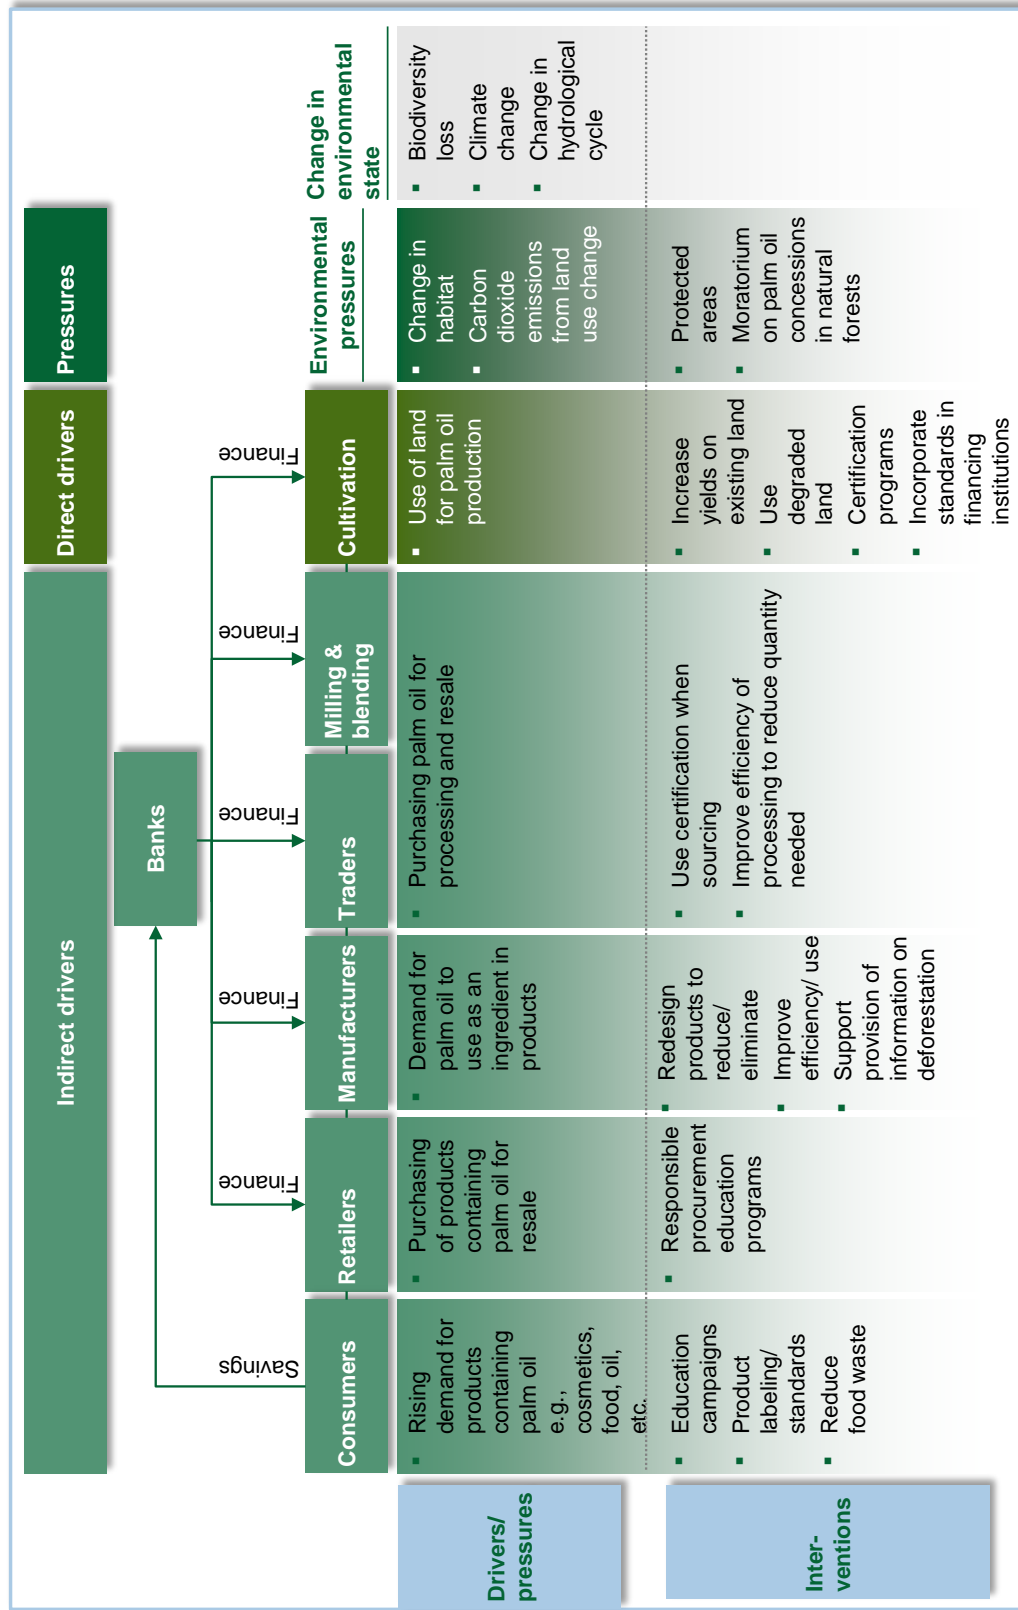 Indirect drivers
Direct drivers
Pressures
Banks
Savings
Finance
Finance
Finance
Finance
Finance
Consumers
Retailers
Manufacturers
Traders
Milling &
blending
Cultivation
Environmental
pressures
Change in
environmental
state
Drivers/
pressures
▪ Rising
demand for
products
containing
palm oil
e.g.,
cosmetics,
food, oil,
etc.
▪ Purchasing
of products
containing
palm oil for
resale
▪ Demand for
palm oil to
use as an
ingredient in
products
▪ Purchasing palm oil for
processing and resale
▪ Use of land
for palm oil
production
▪ Change in
habitat
▪ Carbon
dioxide
emissions
from land
use change
▪ Biodiversity
loss
▪ Climate
change
▪ Change in
hydrological
cycle
Inter-
ventions
▪ Education
campaigns
▪ Product
labeling/
standards
▪ Reduce
food waste
▪ Responsible
procurement
education
programs
▪ Redesign
products to
reduce/
eliminate
▪ Improve
efficiency/ use
▪ Support
provision of
information on
deforestation
▪ Use certification when
sourcing
▪ Improve efficiency of
processing to reduce quantity
needed
▪ Increase
yields on
existing land
▪ Use
degraded
land
▪ Certification
programs
▪ Incorporate
standards in
financing
institutions
▪ Protected
areas
▪ Moratorium
on palm oil
concessions
in natural
forests